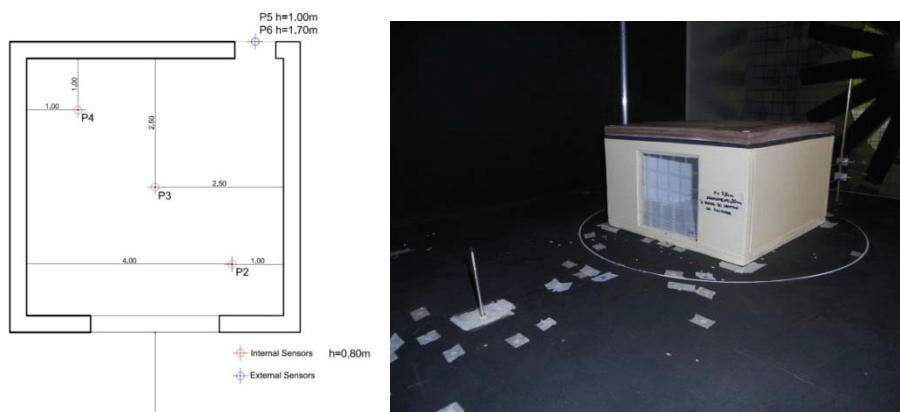 P5 h=1.00m
P6 h=1.70m
1,00
1,00
P4
2,50
2,50
P3
4,00
1,00
P2
Internal Sensors h=0,80m
External Sensors